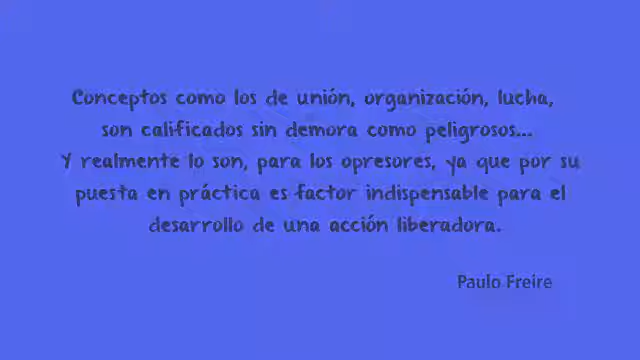 Conceptos como los de unión, organización, lucha,
son calificados sin demora como peligrosos...
Y realmente lo son, para los opresores, ya que por su
puesta en práctica es factor indispensable para el
desarrollo de una acción liberadora.
Paulo Freire